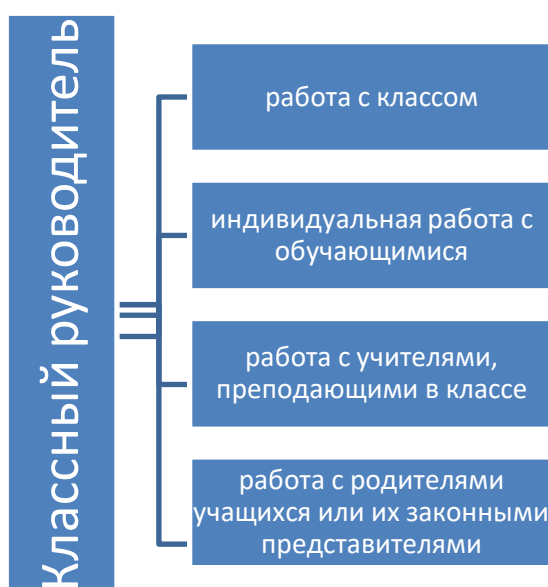 Классный руководитель
работа с классом
индивидуальная работа с
обучающимися
работа с учителями,
преподающими в классе
работа с родителями
учащихся или их законными
представителями